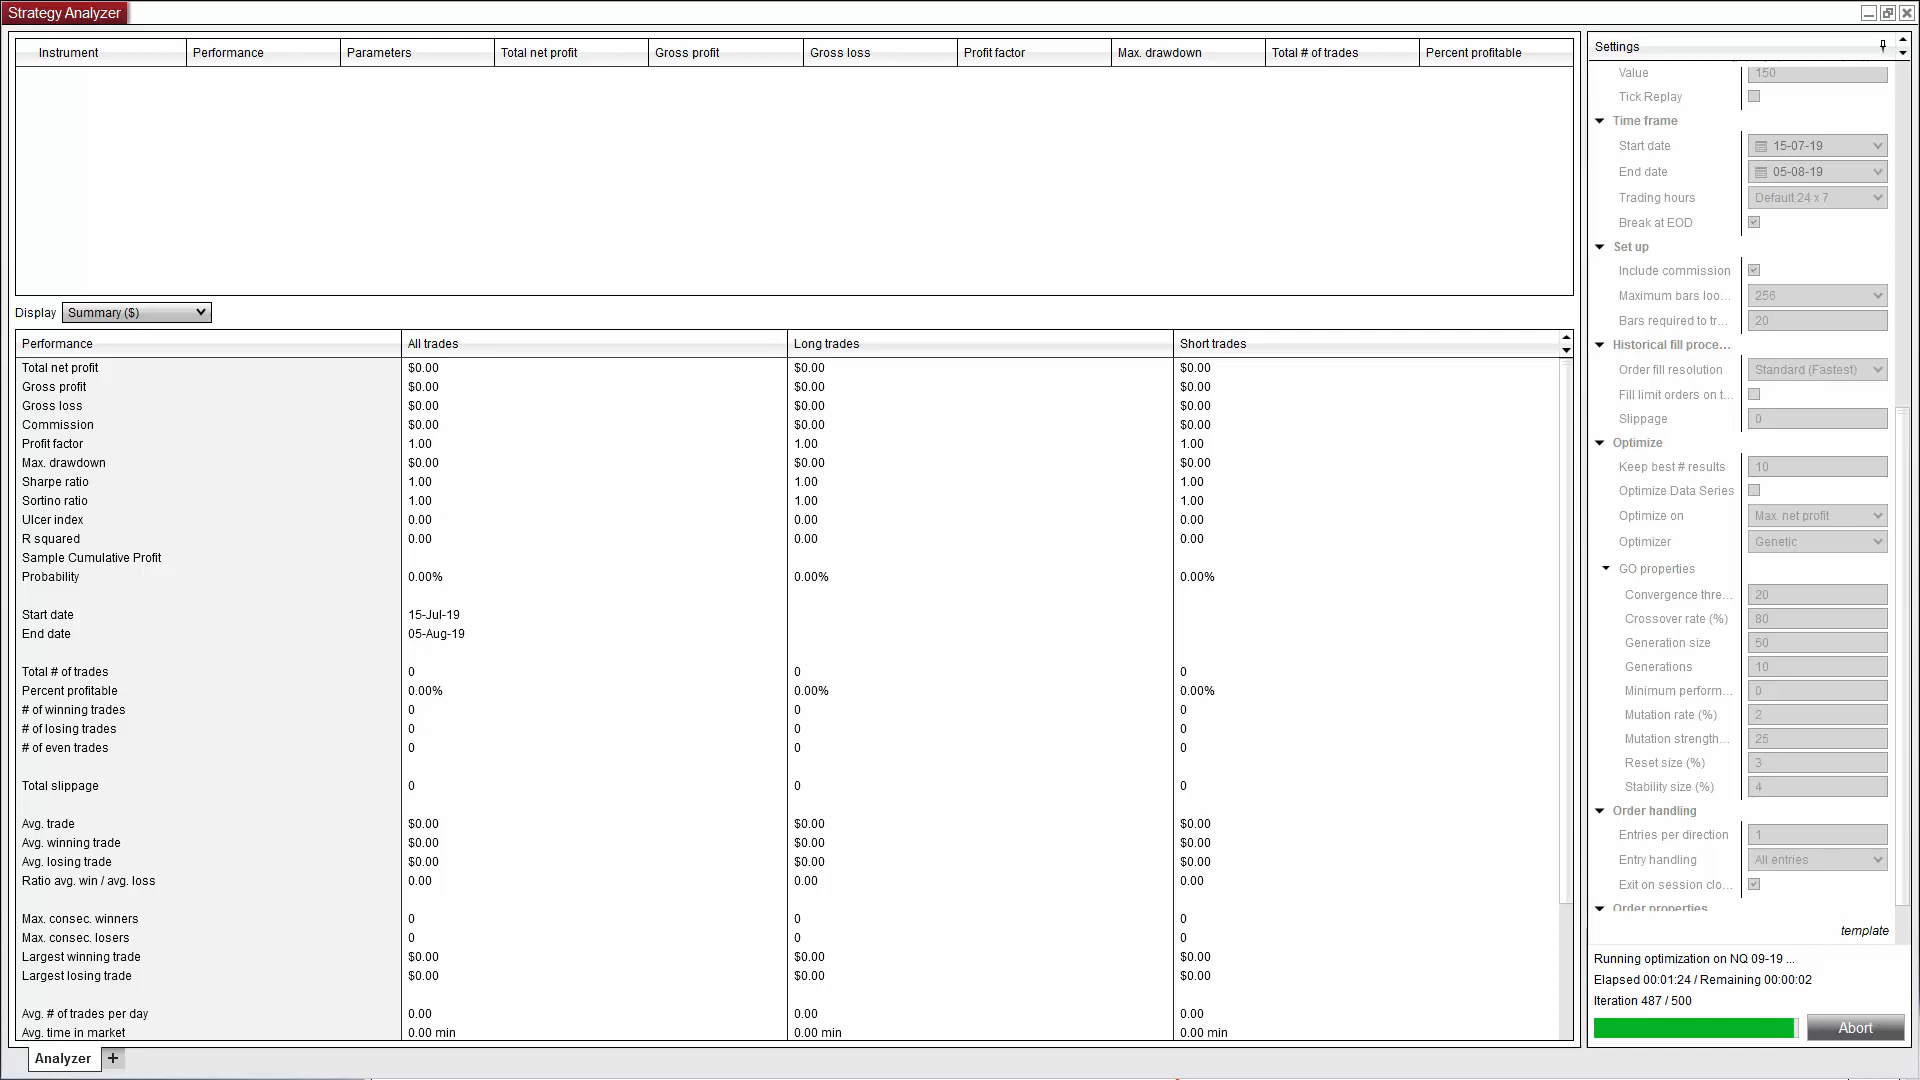 Strategy Analyzer
Instrument Performance Parameters Total net profit Gross profit Gross loss Profit factor Max. drawdown Total # of trades Percent profitable
Display Summary ($)
Performance All trades Long trades Short trades
Total net profit $0.00 $0.00 $0.00
Gross profit $0.00 $0.00 $0.00
Gross loss $0.00 $0.00 $0.00
Commission $0.00 $0.00 $0.00
Profit factor 1.00 1.00 1.00
Max. drawdown $0.00 $0.00 $0.00
Sharpe ratio 1.00 1.00 1.00
Sortino ratio 1.00 1.00 1.00
Ulcer index 0.00 0.00 0.00
R squared 0.00 0.00 0.00
Sample Cumulative Profit
Probability 0.00% 0.00% 0.00%
Start date 15-Jul-19
End date 05-Aug-19
Total # of trades 0 0 0
Percent profitable 0.00% 0.00% 0.00%
# of winning trades 0 0 0
# of losing trades 0 0 0
# of even trades 0 0 0
Total slippage 0 0 0
Avg. trade $0.00 $0.00 $0.00
Avg. winning trade $0.00 $0.00 $0.00
Avg. losing trade $0.00 $0.00 $0.00
Ratio avg. win / avg. loss 0.00 0.00 0.00
Max. consec. winners 0 0 0
Max. consec. losers 0 0 0
Largest winning trade $0.00 $0.00 $0.00
Largest losing trade $0.00 $0.00 $0.00
Avg. # of trades per day 0.00 0.00 0.00
Avg. time in market 0.00 min 0.00 min 0.00 min
Analyzer +
Settings
Value 150
Tick Replay
Time frame
Start date 15-07-19
End date 05-08-19
Trading hours Default 24 x 7
Break at EOD
Set up
Include commission
Maximum bars loo... 256
Bars required to tr... 20
Historical fill proce...
Order fill resolution Standard (Fastest)
Fill limit orders on t...
Slippage 0
Optimize
Keep best # results 10
Optimize Data Series
Optimize on Max. net profit
Optimizer Genetic
GO properties
Convergence thre... 20
Crossover rate (%) 80
Generation size 50
Generations 10
Minimum perform... 0
Mutation rate (%) 2
Mutation strength... 25
Reset size (%) 3
Stability size (%) 4
Order handling
Entries per direction 1
Entry handling All entries
Exit on session clo...
Order properties
template
Running optimization on NQ 09-19 ...
Elapsed 00:01:24 / Remaining 00:00:02
Iteration 487 / 500
Abort